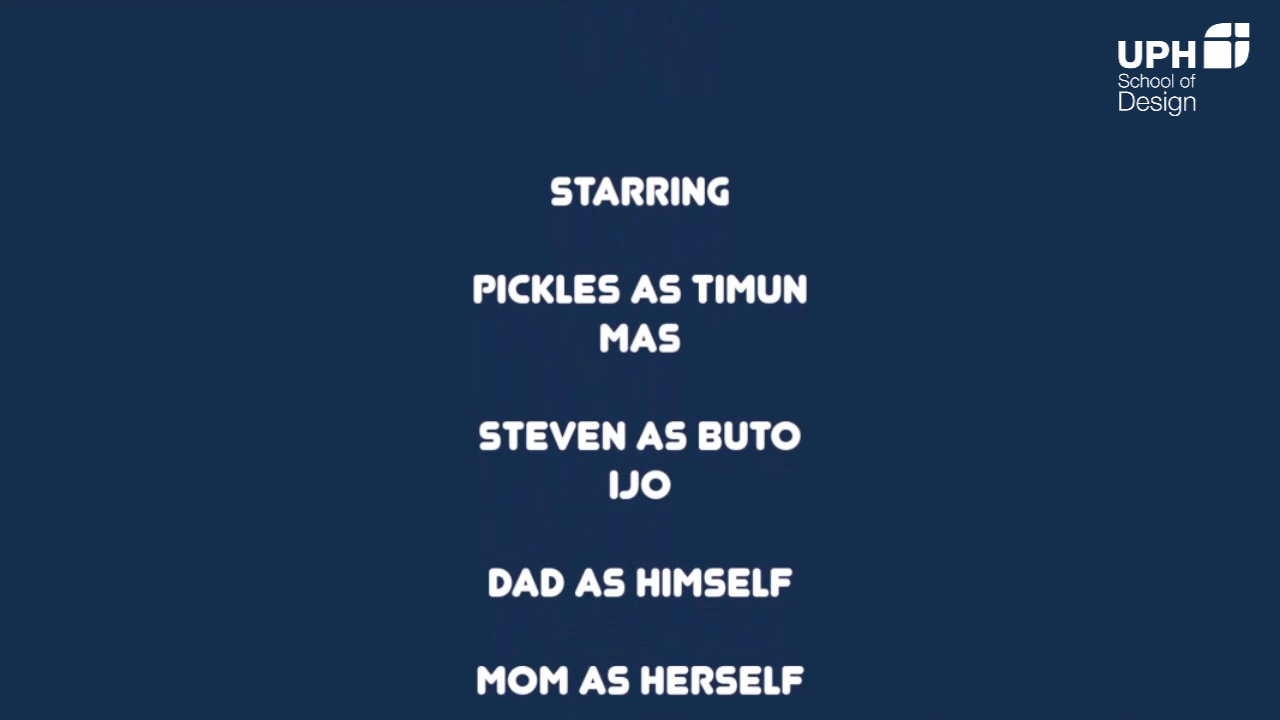 UPH
School of
Design
STARRING
PICKLES AS TIMUN
MAS
STEVEN AS BUTO
IJO
DAD AS HIMSELF
MOM AS HERSELF